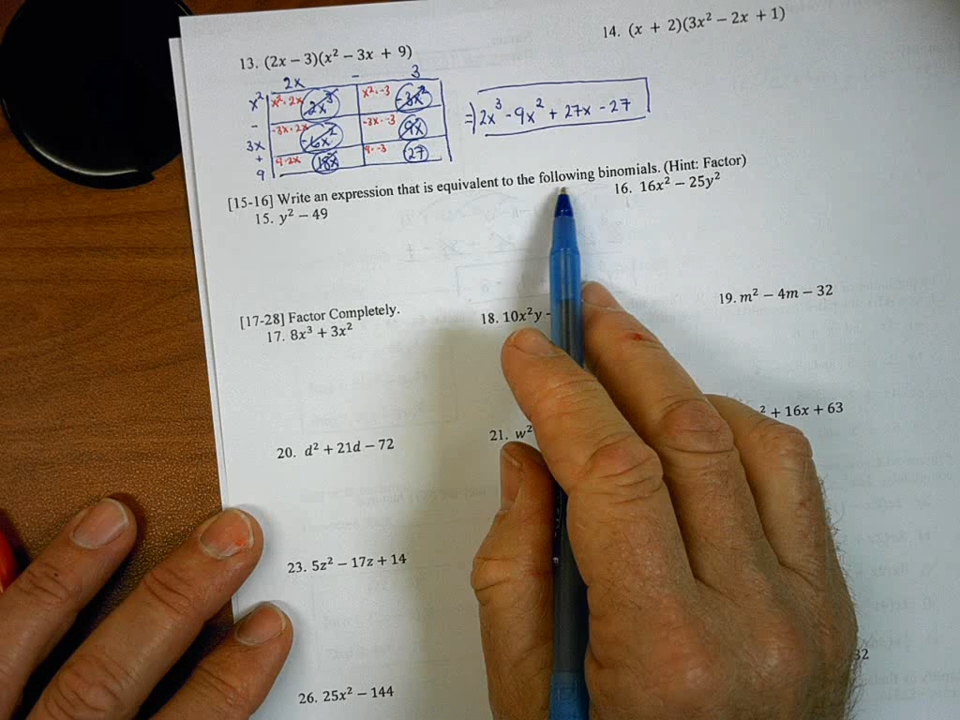 13. (2x − 3)(x² − 3x + 9)
14. (x + 2)(3x² − 2x + 1)
2x − 3
x² x²·2x 2x³ x²·-3 -3x²
− 3x -3x·2x -6x² -3x·-3 9x
+ 9 9·2x 18x 9·-3 27
⇒ 2x³ - 9x² + 27x - 27
[15-16] Write an expression that is equivalent to the following binomials. (Hint: Factor)
15. y² − 49
16. 16x² − 25y²
[17-28] Factor Completely.
17. 8x³ + 3x²
18. 10x²y -
19. m² − 4m − 32
20. d² + 21d − 72
21. w²
² + 16x + 63
23. 5z² − 17z + 14
26. 25x² − 144